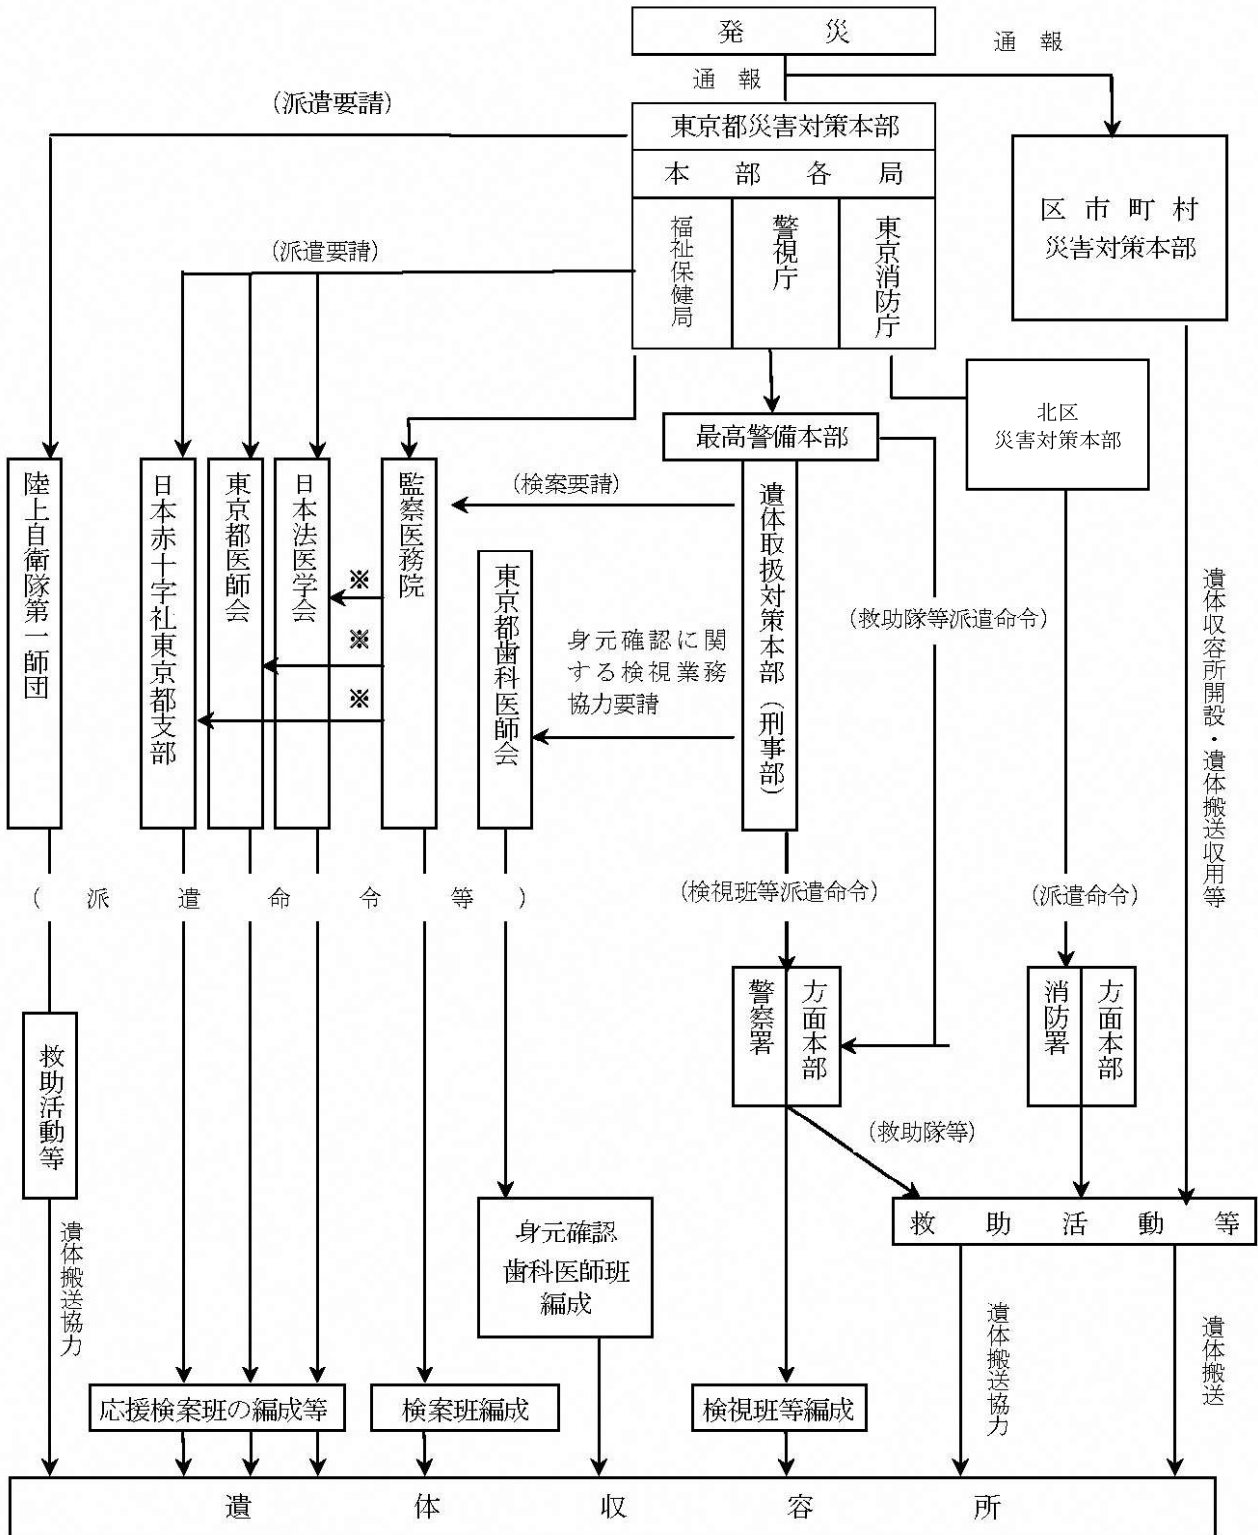 発災
通報
通報
(派遣要請)
東京都災害対策本部
本部各局
福祉保健局
警視庁
東京消防庁
区市町村
災害対策本部
(派遣要請)
北区
災害対策本部
最高警備本部
陸上自衛隊第一師団
日本赤十字社東京都支部
東京都医師会
日本法医学会
監察医務院
(検案要請)
東京都歯科医師会
遺体取扱対策本部(刑事部)
※
※
※
身元確認に関
する検視業務
協力要請
(救助隊等派遣命令)
遺体収容所開設・遺体搬送収用等
(派遣命令等)
(検視班等派遣命令)
(派遣命令)
警察署
方面本部
消防署
方面本部
救助活動等
(救助隊等)
救助活動等
身元確認
歯科医師班
編成
遺体搬送協力
遺体搬送協力
遺体搬送
応援検案班の編成等
検案班編成
検視班等編成
遺体収容所